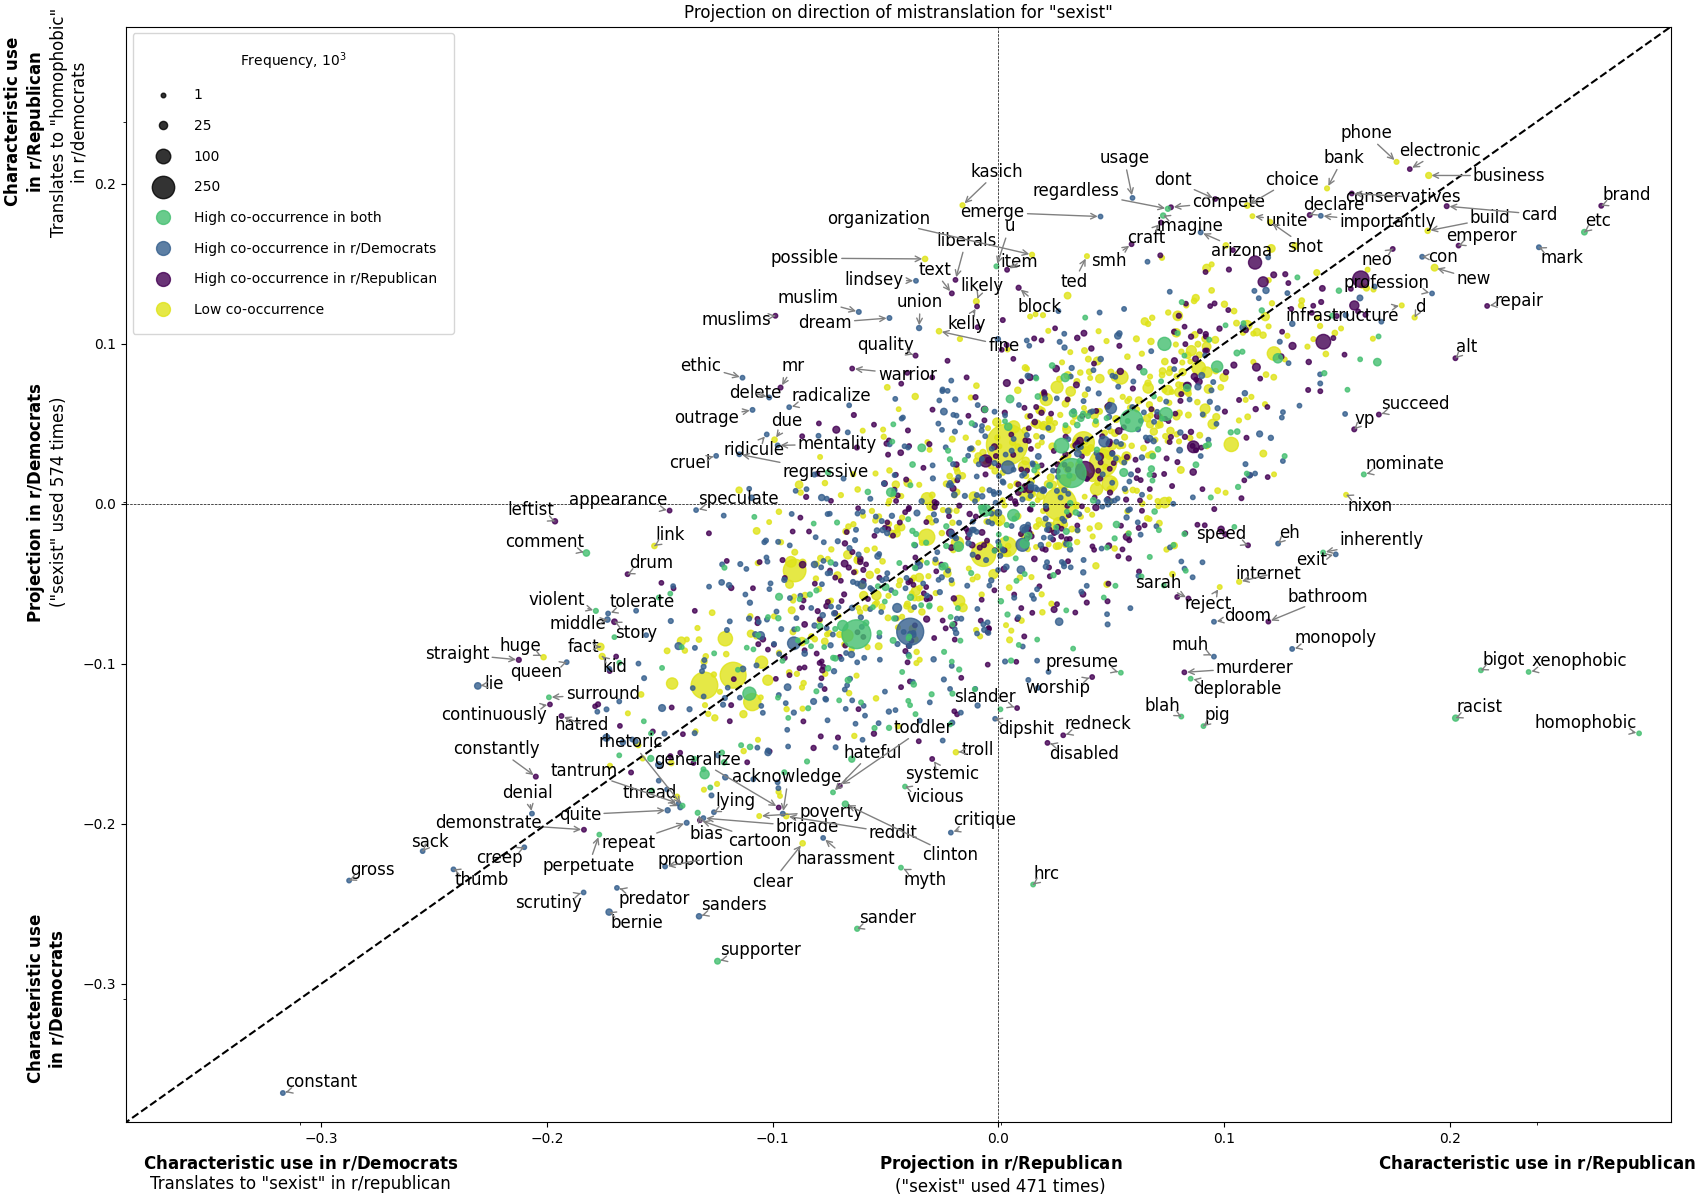 Projection on direction of mistranslation for "sexist"
Characteristic use
in r/Republican
Translates to "homophobic"
in r/democrats
Projection in r/Democrats
("sexist" used 574 times)
Characteristic use
in r/Democrats
Frequency, 10³
1
25
100
250
High co-occurrence in both
High co-occurrence in r/Democrats
High co-occurrence in r/Republican
Low co-occurrence
0.2
0.1
0.0
−0.1
−0.2
−0.3
phone
electronic
bank
business
usage
kasich
regardless
dont
choice
conservatives
brand
compete
declare
card
organization
emerge
u
imagine
unite
importantly
build
etc
liberals
craft
emperor
possible
text
item
smh
arizona
shot
neo
con
mark
lindsey
likely
ted
profession
new
muslim
union
block
d
repair
muslims
dream
kelly
infrastructure
quality
fine
alt
ethic
mr
warrior
delete
radicalize
succeed
outrage
due
vp
ridicule
mentality
cruel
regressive
nominate
leftist
appearance
speculate
nixon
comment
link
speed
eh
inherently
drum
exit
internet
sarah
violent
tolerate
reject
bathroom
middle
story
doom
straight
huge
fact
muh
monopoly
queen
kid
presume
murderer
bigot
xenophobic
lie
surround
worship
deplorable
continuously
slander
blah
racist
hatred
toddler
dipshit
redneck
pig
homophobic
constantly
rhetoric
generalize
hateful
troll
disabled
tantrum
acknowledge
systemic
denial
thread
lying
vicious
demonstrate
quite
poverty
critique
sack
repeat
bias
brigade
reddit
creep
cartoon
gross
perpetuate
proportion
harassment
clinton
thumb
clear
myth
hrc
scrutiny
predator
sanders
bernie
sander
supporter
constant
−0.3
−0.2
−0.1
0.0
0.1
0.2
Characteristic use in r/Democrats
Translates to "sexist" in r/republican
Projection in r/Republican
("sexist" used 471 times)
Characteristic use in r/Republican